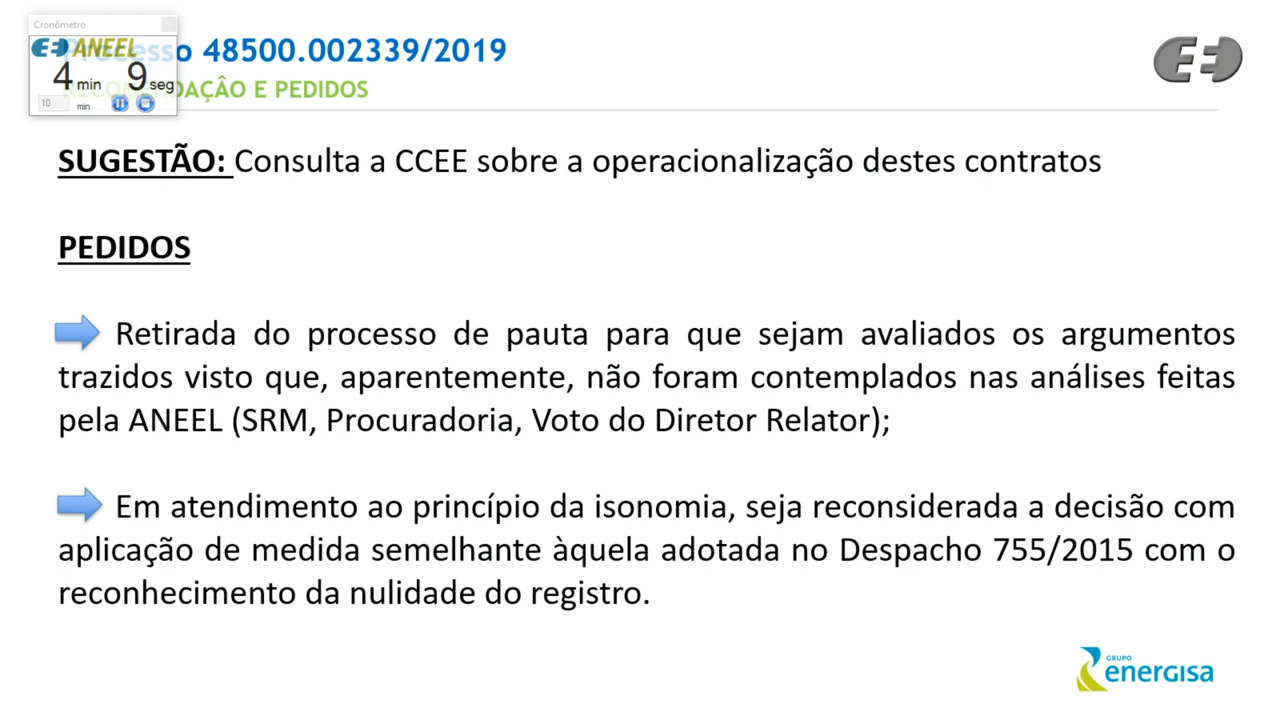 Cronômetro
ANEEL
Processo 48500.002339/2019
4 min 9 seg
10 min
DAÇÂO E PEDIDOS
SUGESTÃO: Consulta a CCEE sobre a operacionalização destes contratos
PEDIDOS
Retirada do processo de pauta para que sejam avaliados os argumentos
trazidos visto que, aparentemente, não foram contemplados nas análises feitas
pela ANEEL (SRM, Procuradoria, Voto do Diretor Relator);
Em atendimento ao princípio da isonomia, seja reconsiderada a decisão com
aplicação de medida semelhante àquela adotada no Despacho 755/2015 com o
reconhecimento da nulidade do registro.
GRUPO
energisa